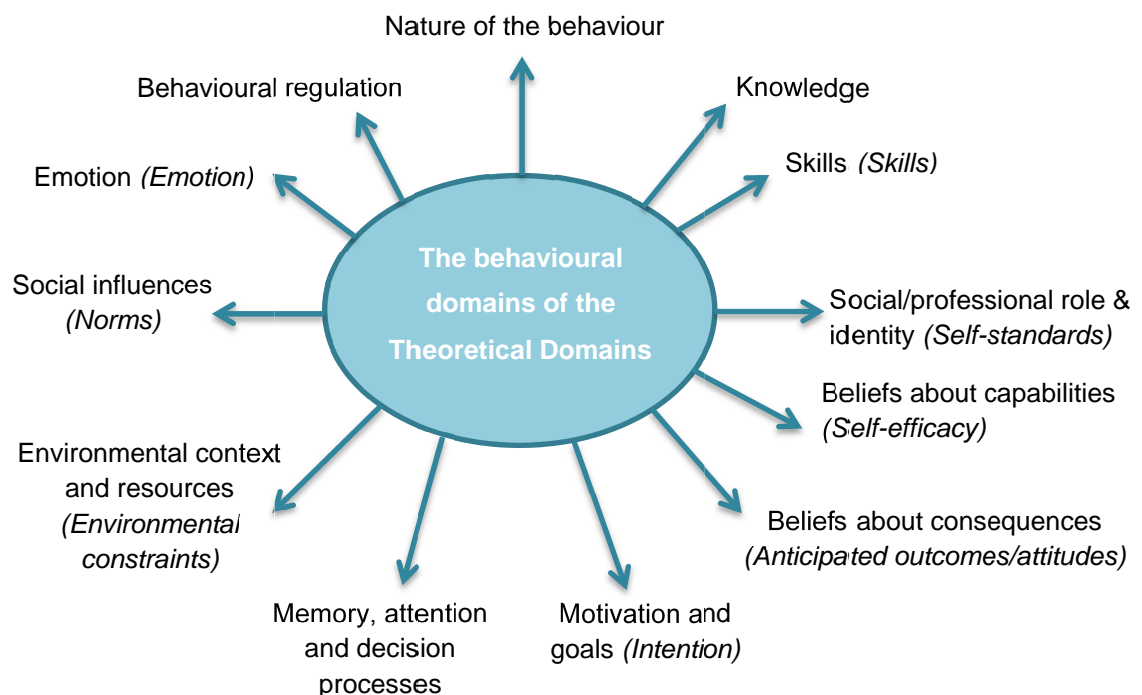 Nature of the behaviour
Behavioural regulation
Knowledge
Emotion (Emotion)
Skills (Skills)
The behavioural
domains of the
Theoretical Domains
Social influences
(Norms)
Social/professional role &
identity (Self-standards)
Beliefs about capabilities
(Self-efficacy)
Environmental context
and resources
(Environmental
constraints)
Beliefs about consequences
(Anticipated outcomes/attitudes)
Memory, attention
and decision
processes
Motivation and
goals (Intention)